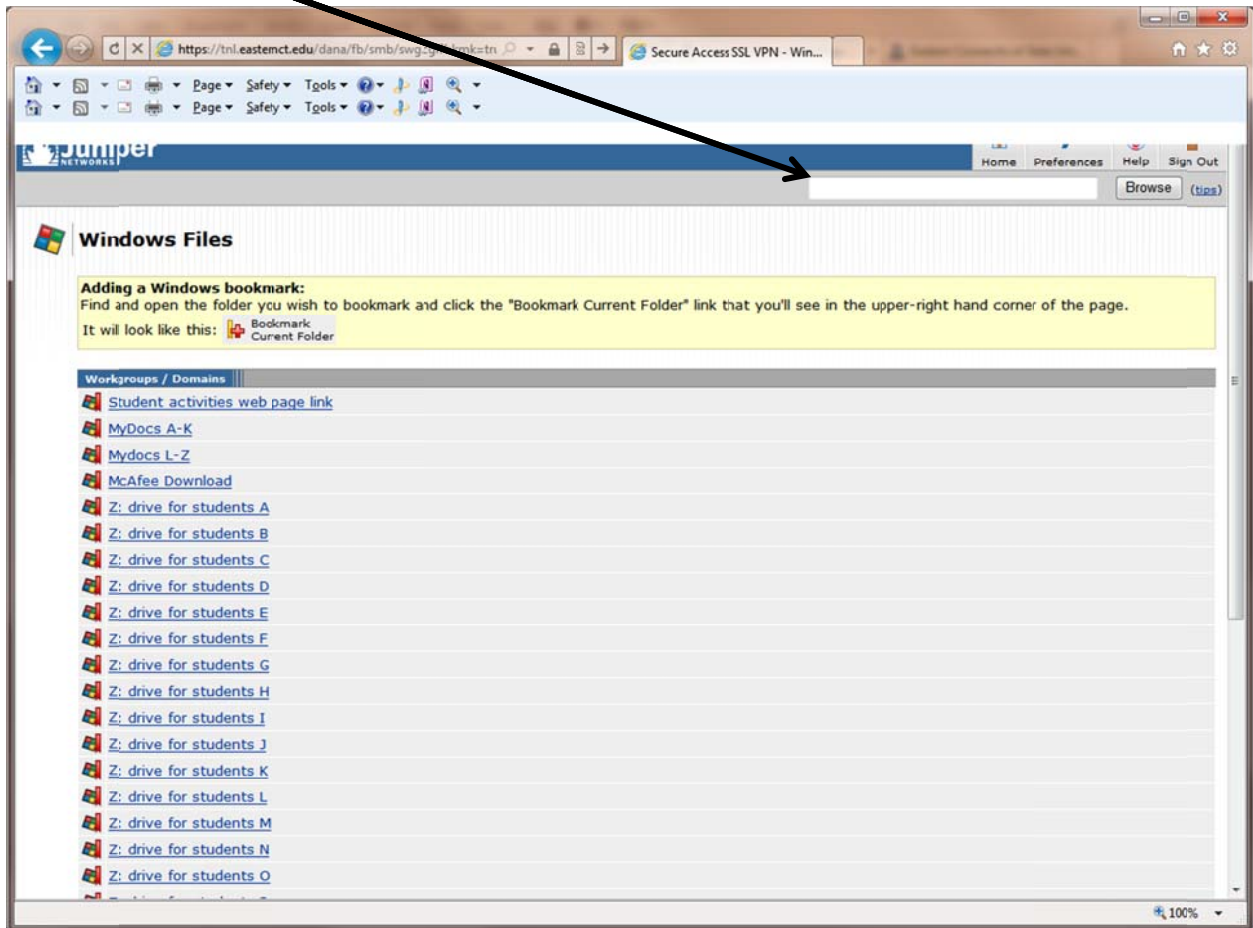 https://tnl.easternct.edu/dana/fb/smb/swg.cgi
Secure Access SSL VPN - Win...
Page Safety Tools
Page Safety Tools
Juniper
NETWORKS
Home Preferences Help Sign Out
Browse (tips)
Windows Files
Adding a Windows bookmark:
Find and open the folder you wish to bookmark and click the "Bookmark Current Folder" link that you'll see in the upper-right hand corner of the page.
It will look like this: Bookmark
Current Folder
Workgroups / Domains
Student activities web page link
MyDocs A-K
Mydocs L-Z
McAfee Download
Z: drive for students A
Z: drive for students B
Z: drive for students C
Z: drive for students D
Z: drive for students E
Z: drive for students F
Z: drive for students G
Z: drive for students H
Z: drive for students I
Z: drive for students J
Z: drive for students K
Z: drive for students L
Z: drive for students M
Z: drive for students N
Z: drive for students O
100%